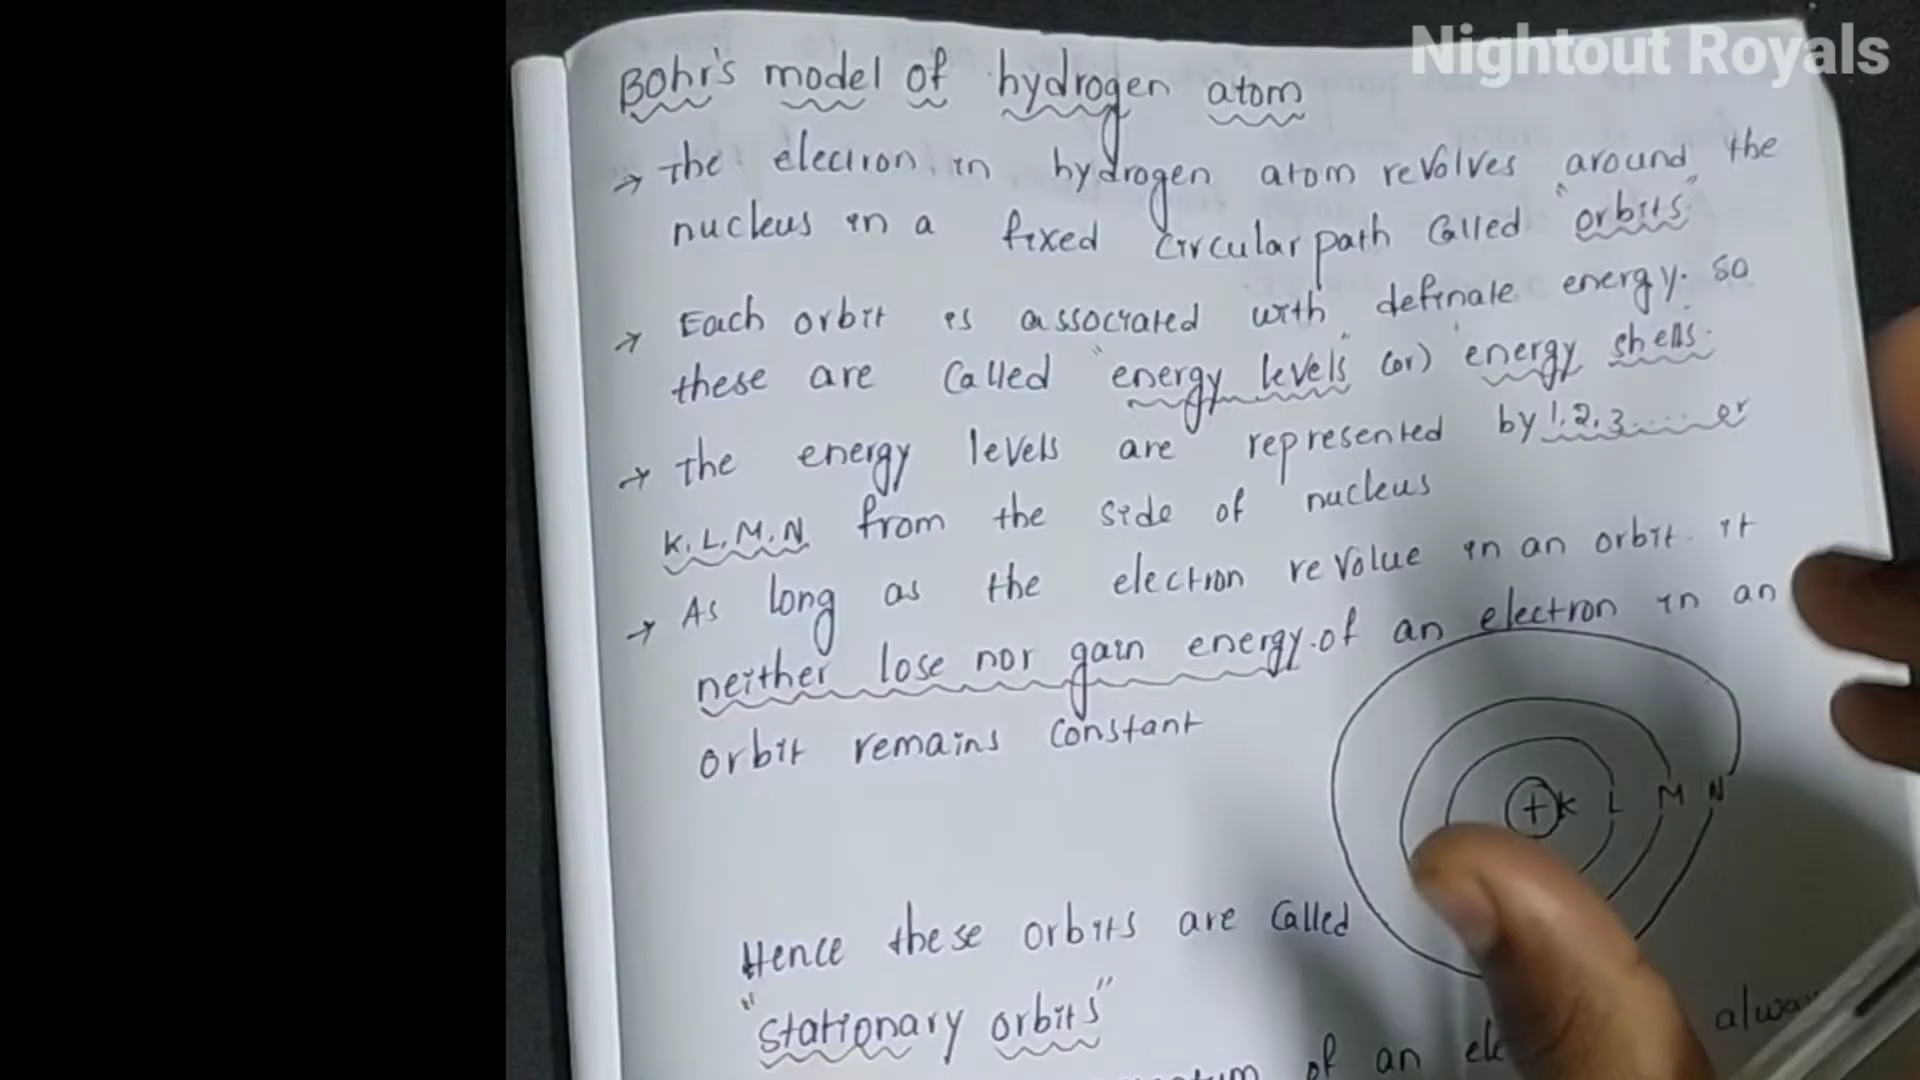 Nightout Royals
Bohr's model of hydrogen atom
→ The electron in hydrogen atom revolves around the
nucleus in a fixed circular path called "orbits"
→ Each orbit is associated with definate energy. so
these are called "energy levels" (or) energy shells.
→ the energy levels are represented by 1.2.3..... or
K.L.M.N from the side of nucleus
→ As long as the electron revolue in an orbit. it
neither lose nor gain energy. of an electron in an
orbit remains constant
+ K L M N
Hence these orbits are called
"stationary orbits"
of an